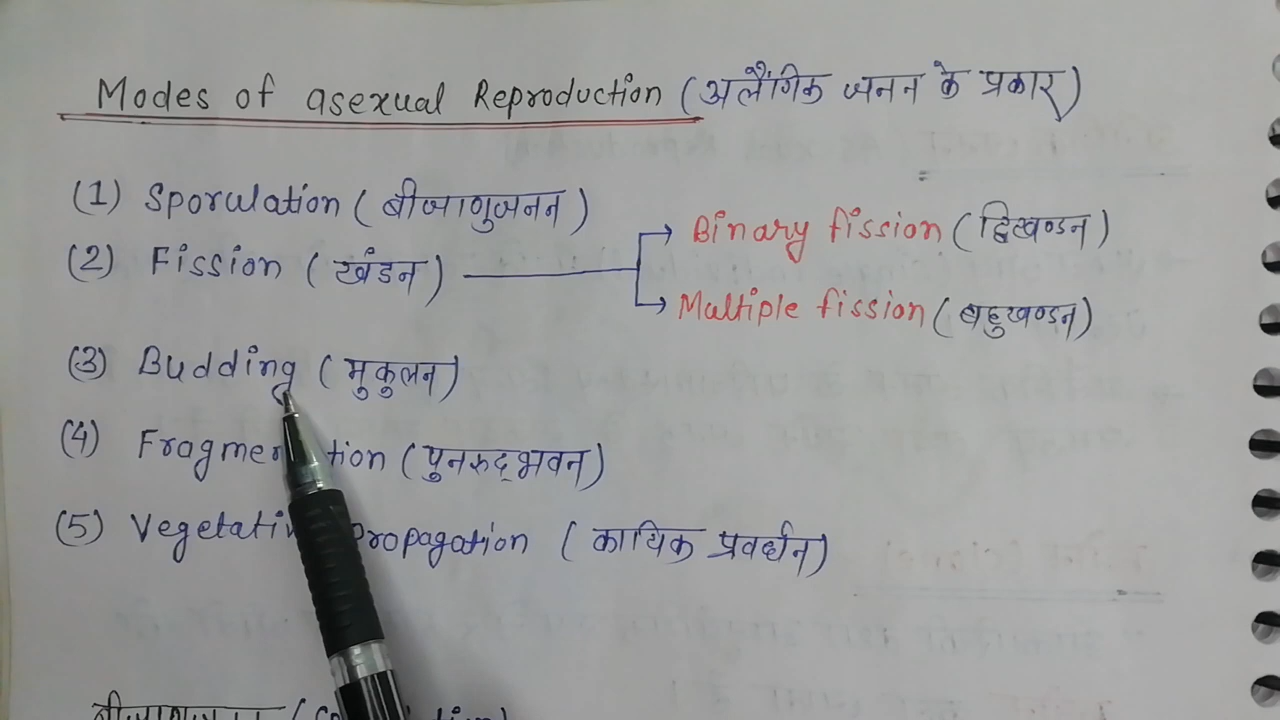 Modes of asexual Reproduction (अलैंगिक जनन के प्रकार)
(1) Sporulation (बीजाणुजनन)
(2) Fission (खंडन)
Binary fission (द्विखण्डन)
Multiple fission (बहुखण्डन)
(3) Budding (मुकुलन)
(4) Fragmentation (पुनरुद्भवन)
(5) Vegetative Propagation (कायिक प्रवर्धन)